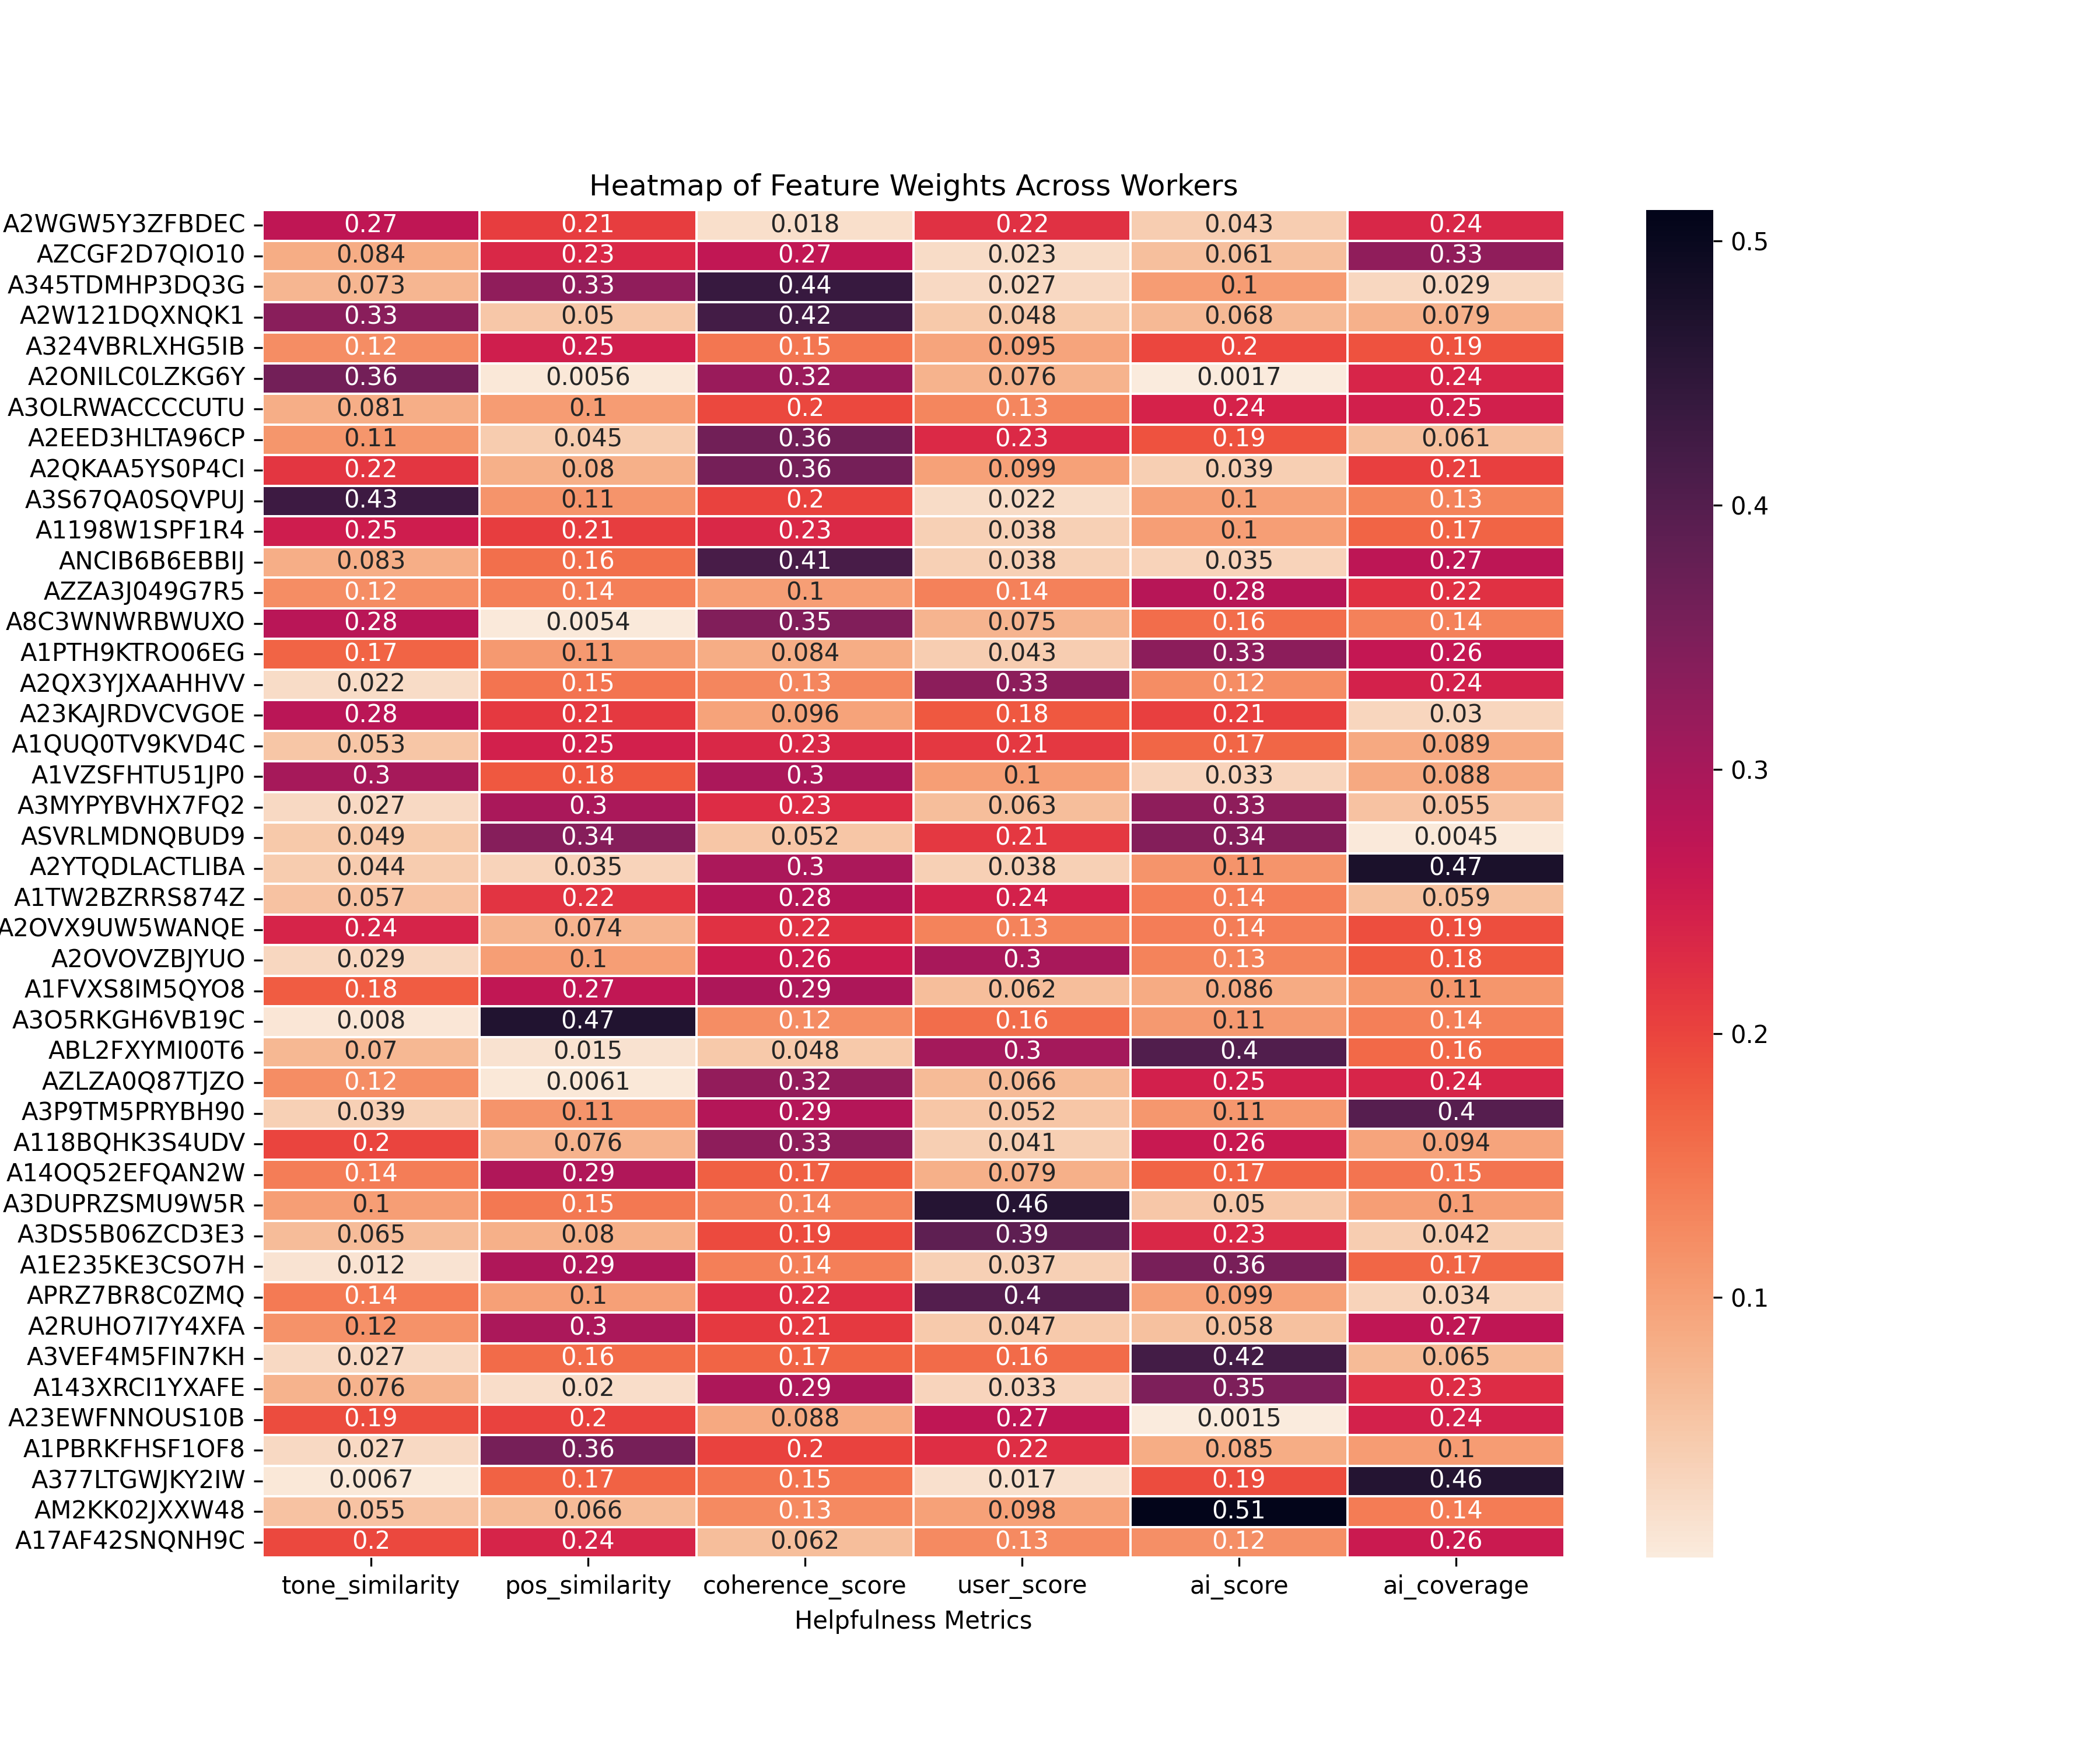 Heatmap of Feature Weights Across Workers
A2WGW5Y3ZFBDEC 0.27 0.21 0.018 0.22 0.043 0.24
AZCGF2D7QIO10 0.084 0.23 0.27 0.023 0.061 0.33
A345TDMHP3DQ3G 0.073 0.33 0.44 0.027 0.1 0.029
A2W121DQXNQK1 0.33 0.05 0.42 0.048 0.068 0.079
A324VBRLXHG5IB 0.12 0.25 0.15 0.095 0.2 0.19
A2ONILC0LZKG6Y 0.36 0.0056 0.32 0.076 0.0017 0.24
A3OLRWACCCCUTU 0.081 0.1 0.2 0.13 0.24 0.25
A2EED3HLTA96CP 0.11 0.045 0.36 0.23 0.19 0.061
A2QKAA5YS0P4CI 0.22 0.08 0.36 0.099 0.039 0.21
A3S67QA0SQVPUJ 0.43 0.11 0.2 0.022 0.1 0.13
A1198W1SPF1R4 0.25 0.21 0.23 0.038 0.1 0.17
ANCIB6B6EBBIJ 0.083 0.16 0.41 0.038 0.035 0.27
AZZA3J049G7R5 0.12 0.14 0.1 0.14 0.28 0.22
A8C3WNWRBWUXO 0.28 0.0054 0.35 0.075 0.16 0.14
A1PTH9KTRO06EG 0.17 0.11 0.084 0.043 0.33 0.26
A2QX3YJXAAHHVV 0.022 0.15 0.13 0.33 0.12 0.24
A23KAJRDVCVGOE 0.28 0.21 0.096 0.18 0.21 0.03
A1QUQ0TV9KVD4C 0.053 0.25 0.23 0.21 0.17 0.089
A1VZSFHTU51JP0 0.3 0.18 0.3 0.1 0.033 0.088
A3MYPYBVHX7FQ2 0.027 0.3 0.23 0.063 0.33 0.055
ASVRLMDNQBUD9 0.049 0.34 0.052 0.21 0.34 0.0045
A2YTQDLACTLIBA 0.044 0.035 0.3 0.038 0.11 0.47
A1TW2BZRRS874Z 0.057 0.22 0.28 0.24 0.14 0.059
A2OVX9UW5WANQE 0.24 0.074 0.22 0.13 0.14 0.19
A2OVOVZBJYUO 0.029 0.1 0.26 0.3 0.13 0.18
A1FVXS8IM5QYO8 0.18 0.27 0.29 0.062 0.086 0.11
A3O5RKGH6VB19C 0.008 0.47 0.12 0.16 0.11 0.14
ABL2FXYMI00T6 0.07 0.015 0.048 0.3 0.4 0.16
AZLZA0Q87TJZO 0.12 0.0061 0.32 0.066 0.25 0.24
A3P9TM5PRYBH90 0.039 0.11 0.29 0.052 0.11 0.4
A118BQHK3S4UDV 0.2 0.076 0.33 0.041 0.26 0.094
A14OQ52EFQAN2W 0.14 0.29 0.17 0.079 0.17 0.15
A3DUPRZSMU9W5R 0.1 0.15 0.14 0.46 0.05 0.1
A3DS5B06ZCD3E3 0.065 0.08 0.19 0.39 0.23 0.042
A1E235KE3CSO7H 0.012 0.29 0.14 0.037 0.36 0.17
APRZ7BR8C0ZMQ 0.14 0.1 0.22 0.4 0.099 0.034
A2RUHO7I7Y4XFA 0.12 0.3 0.21 0.047 0.058 0.27
A3VEF4M5FIN7KH 0.027 0.16 0.17 0.16 0.42 0.065
A143XRCI1YXAFE 0.076 0.02 0.29 0.033 0.35 0.23
A23EWFNNOUS10B 0.19 0.2 0.088 0.27 0.0015 0.24
A1PBRKFHSF1OF8 0.027 0.36 0.2 0.22 0.085 0.1
A377LTGWJKY2IW 0.0067 0.17 0.15 0.017 0.19 0.46
AM2KK02JXXW48 0.055 0.066 0.13 0.098 0.51 0.14
A17AF42SNQNH9C 0.2 0.24 0.062 0.13 0.12 0.26
tone_similarity pos_similarity coherence_score user_score ai_score ai_coverage
Helpfulness Metrics
0.5
0.4
0.3
0.2
0.1